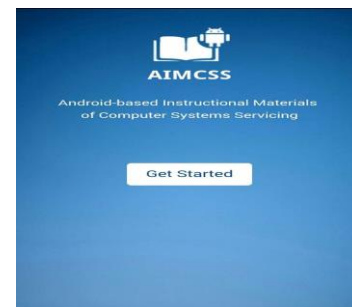 AIMCSS
Android-based Instructional Materials
of Computer Systems Servicing
Get Started